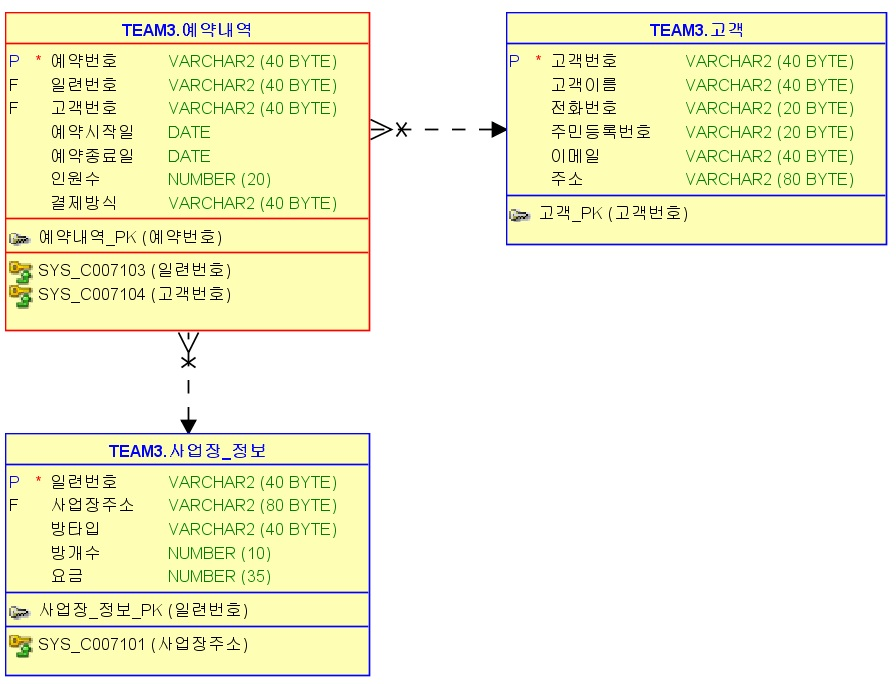 TEAM3.예약내역
P * 예약번호 VARCHAR2 (40 BYTE)
F 일련번호 VARCHAR2 (40 BYTE)
F 고객번호 VARCHAR2 (40 BYTE)
예약시작일 DATE
예약종료일 DATE
인원수 NUMBER (20)
결제방식 VARCHAR2 (40 BYTE)
예약내역_PK (예약번호)
SYS_C007103 (일련번호)
SYS_C007104 (고객번호)
TEAM3.고객
P * 고객번호 VARCHAR2 (40 BYTE)
고객이름 VARCHAR2 (40 BYTE)
전화번호 VARCHAR2 (20 BYTE)
주민등록번호 VARCHAR2 (20 BYTE)
이메일 VARCHAR2 (40 BYTE)
주소 VARCHAR2 (80 BYTE)
고객_PK (고객번호)
TEAM3.사업장_정보
P * 일련번호 VARCHAR2 (40 BYTE)
F 사업장주소 VARCHAR2 (80 BYTE)
방타입 VARCHAR2 (40 BYTE)
방개수 NUMBER (10)
요금 NUMBER (35)
사업장_정보_PK (일련번호)
SYS_C007101 (사업장주소)